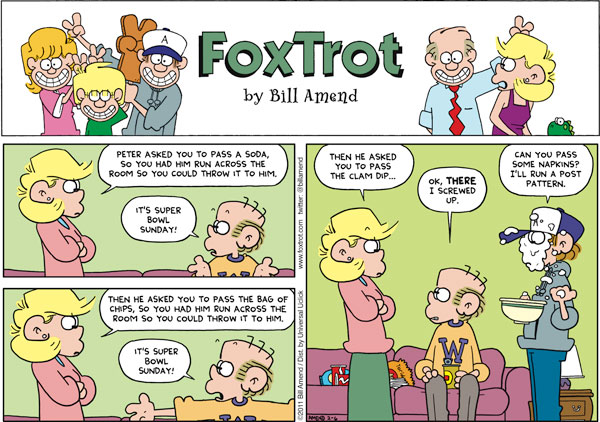 A
FoxTrot
by Bill Amend
PETER ASKED YOU TO PASS A SODA,
SO YOU HAD HIM RUN ACROSS THE
ROOM SO YOU COULD THROW IT TO HIM.
IT'S SUPER
BOWL
SUNDAY!
W
www.foxtrot.com twitter: @billamend
THEN HE ASKED YOU TO PASS THE BAG OF
CHIPS, SO YOU HAD HIM RUN ACROSS THE
ROOM SO YOU COULD THROW IT TO HIM.
IT'S SUPER
BOWL
SUNDAY!
©2011 Bill Amend / Dist. by Universal Uclick
THEN HE ASKED
YOU TO PASS
THE CLAM DIP...
OK, THERE
I SCREWED
UP.
CAN YOU PASS
SOME NAPKINS?
I'LL RUN A POST
PATTERN.
W
AMEND 2-6